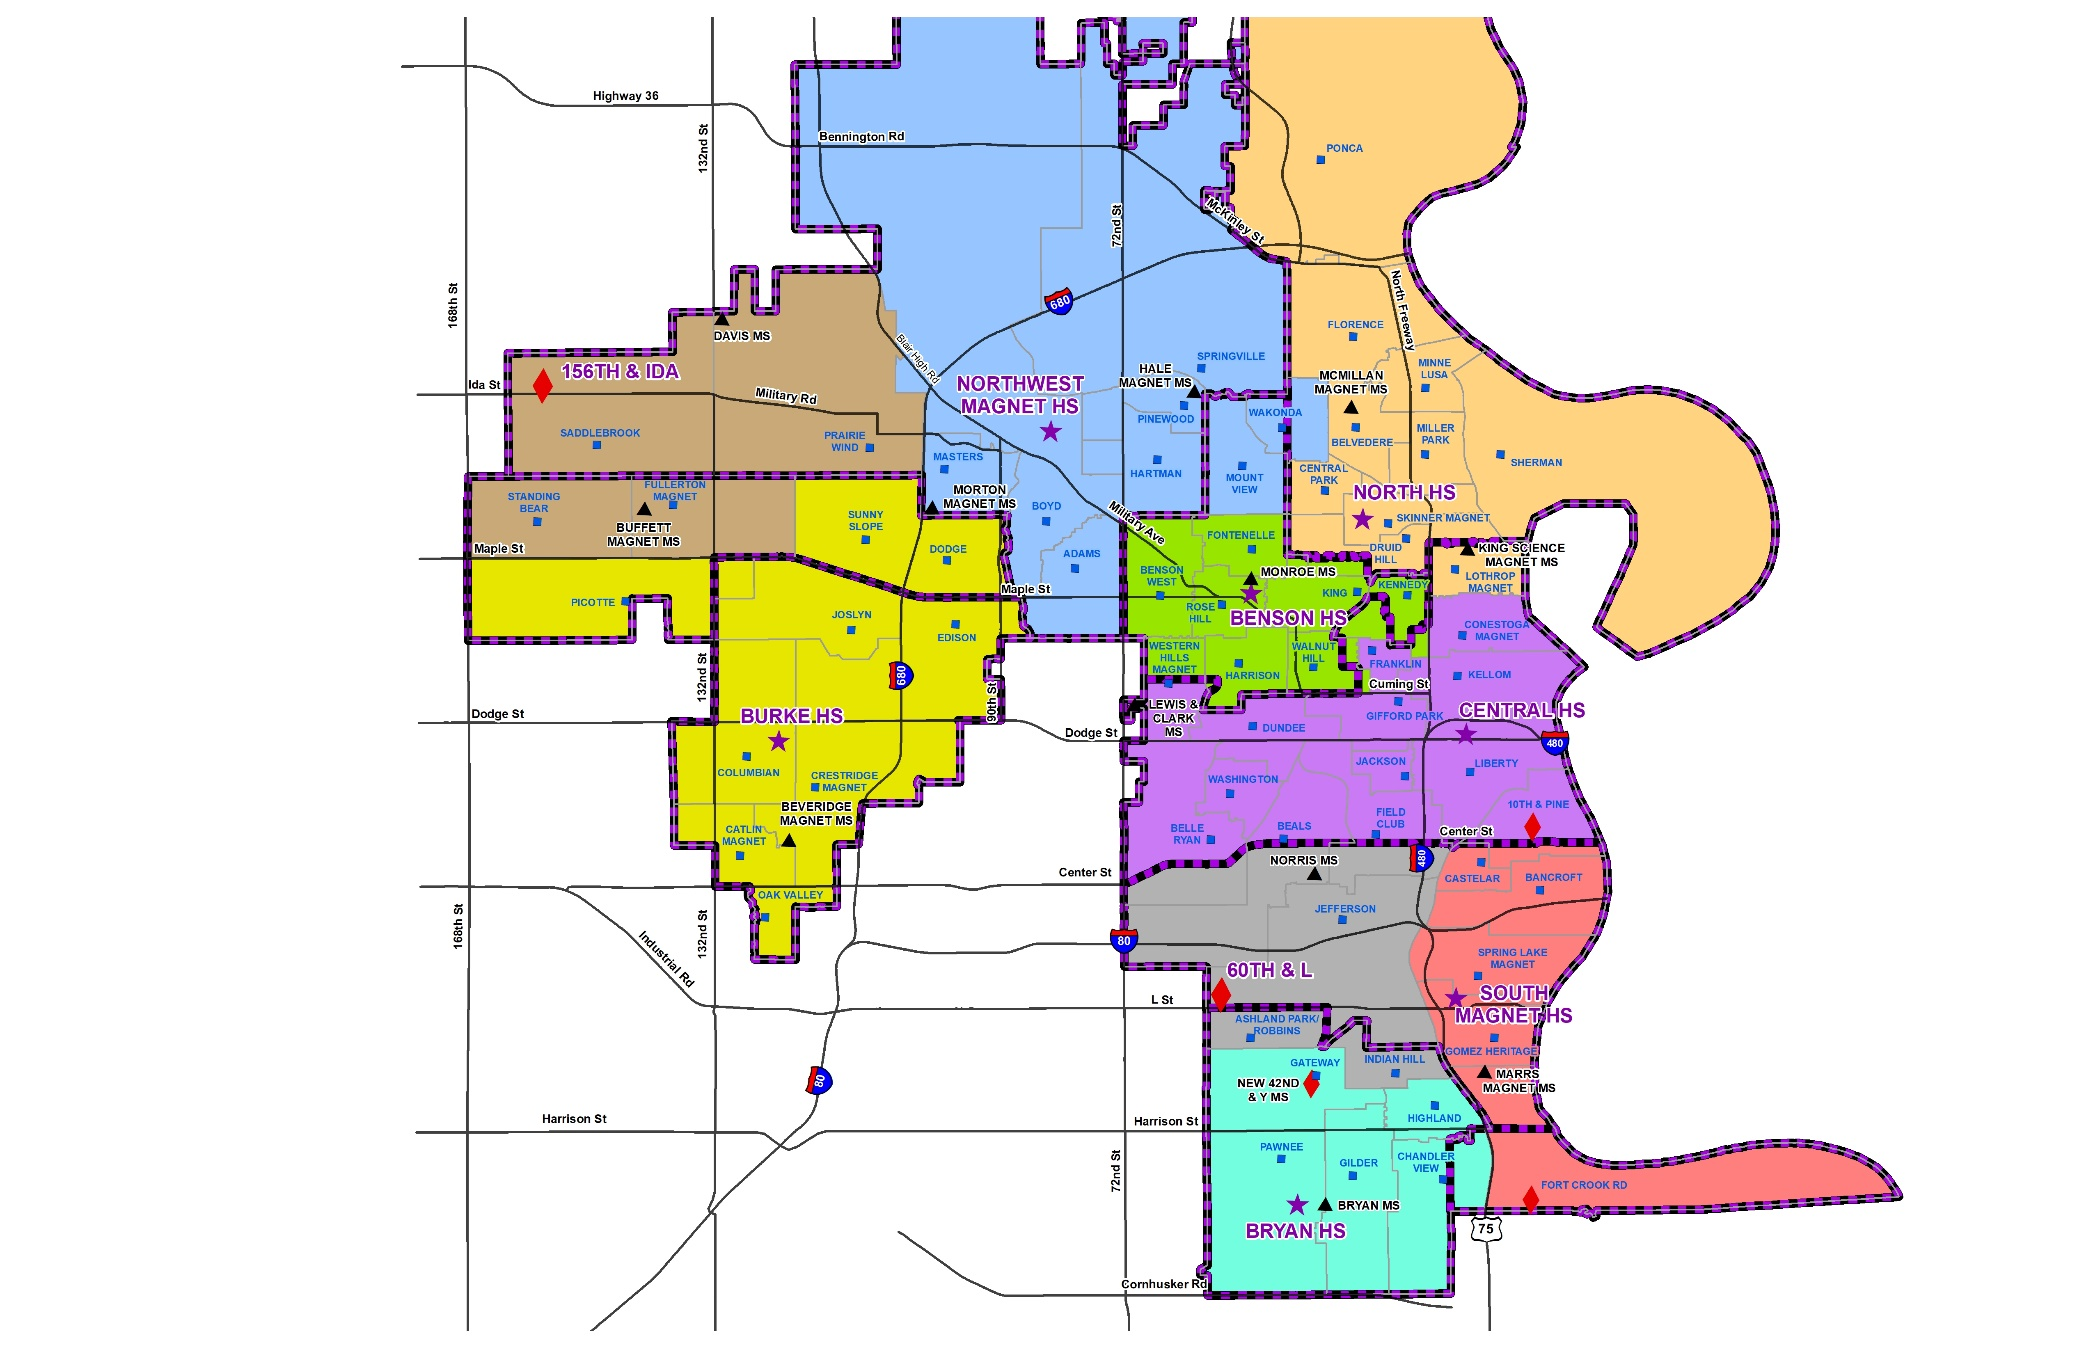 Highway 36
132nd St
Bennington Rd
PONCA
72nd St
McKinley St
168th St
680
North Freeway
DAVIS MS
Blair High Rd
FLORENCE
SPRINGVILLE
MINNE
LUSA
156TH & IDA
HALE
MAGNET MS
MCMILLAN
MAGNET MS
NORTHWEST
MAGNET HS
Ida St
Military Rd
PINEWOOD
WAKONDA
SADDLEBROOK
PRAIRIE
WIND
BELVEDERE
MILLER
PARK
SHERMAN
MASTERS
HARTMAN
MOUNT
VIEW
CENTRAL
PARK
NORTH HS
STANDING
BEAR
FULLERTON
MAGNET
MORTON
MAGNET MS
BUFFETT
MAGNET MS
SUNNY
SLOPE
BOYD
Military Ave
SKINNER MAGNET
FONTENELLE
DRUID
HILL
KING SCIENCE
MAGNET MS
Maple St
DODGE
ADAMS
BENSON
WEST
MONROE MS
LOTHROP
MAGNET
Maple St
KENNEDY
KING
PICOTTE
ROSE
HILL
BENSON HS
JOSLYN
EDISON
CONESTOGA
MAGNET
WESTERN
HILLS
MAGNET
WALNUT
HILL
FRANKLIN
HARRISON
KELLOM
132nd St
680
90th St
Cuming St
Dodge St
BURKE HS
LEWIS &
CLARK
MS
GIFFORD PARK
CENTRAL HS
DUNDEE
Dodge St
480
COLUMBIAN
CRESTRIDGE
MAGNET
WASHINGTON
JACKSON
LIBERTY
BEVERIDGE
MAGNET MS
10TH & PINE
CATLIN
MAGNET
BELLE
RYAN
BEALS
FIELD
CLUB
Center St
Center St
NORRIS MS
480
CASTELAR
BANCROFT
OAK VALLEY
JEFFERSON
168th St
132nd St
Industrial Rd
80
SPRING LAKE
MAGNET
60TH & L
L St
SOUTH
MAGNET HS
ASHLAND PARK/
ROBBINS
GATEWAY
INDIAN HILL
GOMEZ HERITAGE
80
NEW 42ND
& Y MS
MARRS
MAGNET MS
Harrison St
Harrison St
HIGHLAND
PAWNEE
GILDER
CHANDLER
VIEW
72nd St
FORT CROOK RD
BRYAN MS
BRYAN HS
75
Cornhusker Rd